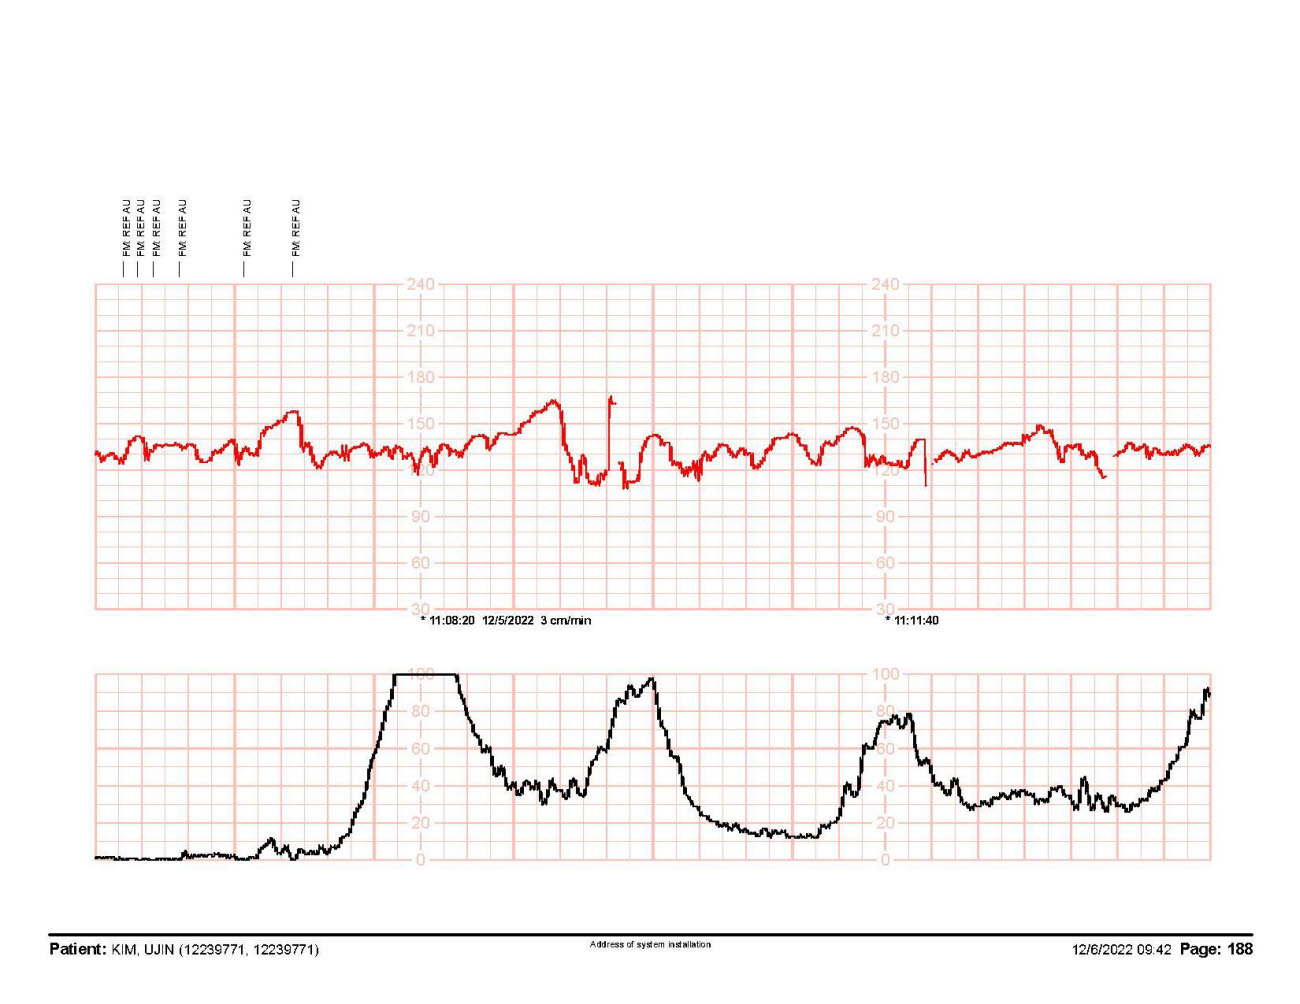 FM: REF AU
FM: REF AU
FM: REF AU
FM: REF AU
FM: REF AU
FM: REF AU
240 240
210 210
180 180
150 150
120 120
90 90
60 60
30 30
* 11:08:20 12/5/2022 3 cm/min * 11:11:40
100 100
80 80
60 60
40 40
20 20
0 0
Patient: KIM, UJIN (12239771, 12239771) Address of system installation 12/6/2022 09:42 Page: 188